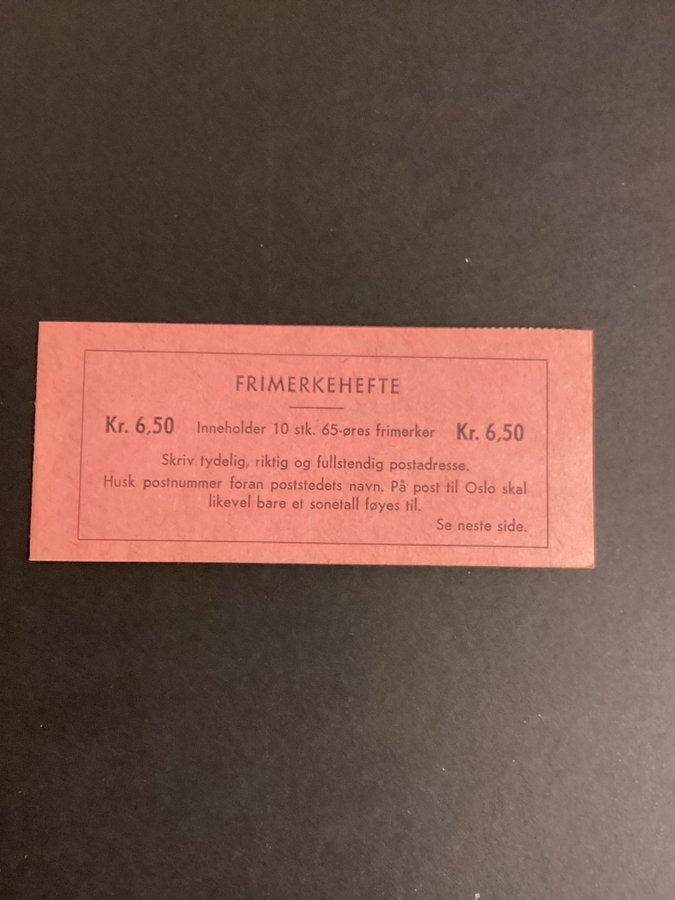 FRIMERKEHEFTE
Kr. 6,50 Inneholder 10 stk. 65-øres frimerker Kr. 6,50
Skriv tydelig, riktig og fullstendig postadresse.
Husk postnummer foran poststedets navn. På post til Oslo skal
likevel bare et sonetall føyes til.
Se neste side.